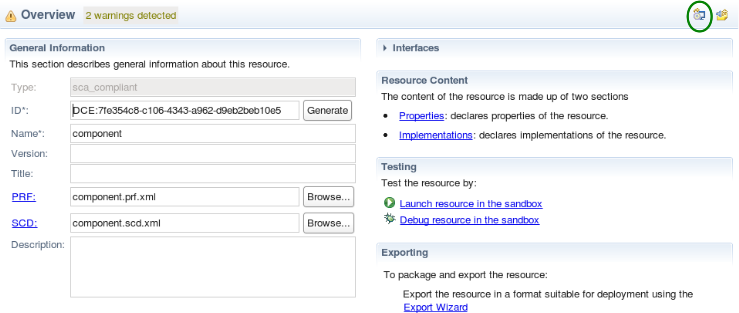 Overview 2 warnings detected
General Information
This section describes general information about this resource.
Type: sca_compliant
ID*: DCE:7fe354c8-c106-4343-a962-d9eb2beb10e5 Generate
Name*: component
Version:
Title:
PRF: component.prf.xml Browse...
SCD: component.scd.xml Browse...
Description:
Interfaces
Resource Content
The content of the resource is made up of two sections
• Properties: declares properties of the resource.
• Implementations: declares implementations of the resource.
Testing
Test the resource by:
Launch resource in the sandbox
Debug resource in the sandbox
Exporting
To package and export the resource:
Export the resource in a format suitable for deployment using the
Export Wizard